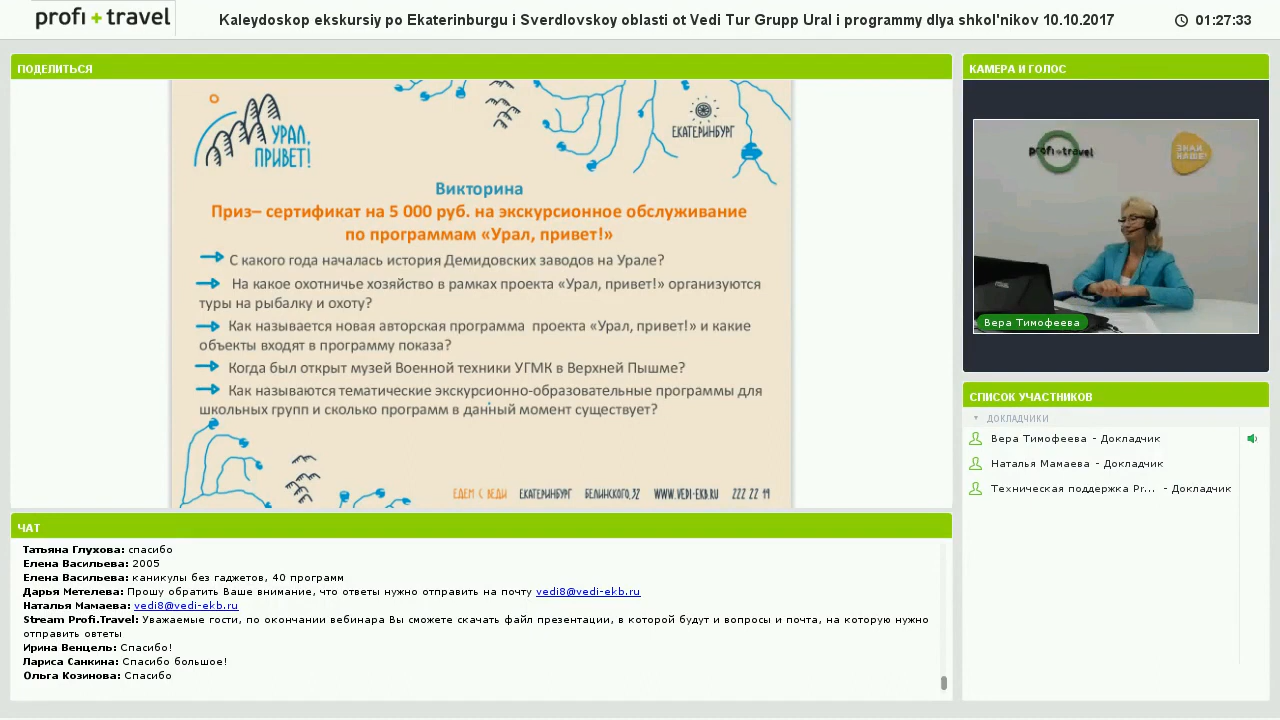 profi + travel
Kaleydoskop ekskursiy po Ekaterinburgu i Sverdlovskoy oblasti ot Vedi Tur Grupp Ural i programmy dlya shkol'nikov 10.10.2017
01:27:33
ПОДЕЛИТЬСЯ
УРАЛ,
ПРИВЕТ!
ЕКАТЕРИНБУРГ
Викторина
Приз– сертификат на 5 000 руб. на экскурсионное обслуживание
по программам «Урал, привет!»
С какого года началась история Демидовских заводов на Урале?
На какое охотничье хозяйство в рамках проекта «Урал, привет!» организуются
туры на рыбалку и охоту?
Как называется новая авторская программа проекта «Урал, привет!» и какие
объекты входят в программу показа?
Когда был открыт музей Военной техники УГМК в Верхней Пышме?
Как называются тематические экскурсионно-образовательные программы для
школьных групп и сколько программ в данный момент существует?
ЕДЕМ С ВЕДИ ЕКАТЕРИНБУРГ БЕЛИНСКОГО,32 WWW.VEDI-EKB.RU 222 22 19
ЧАТ
Татьяна Глухова: спасибо
Елена Васильева: 2005
Елена Васильева: каникулы без гаджетов, 40 программ
Дарья Метелева: Прошу обратить Ваше внимание, что ответы нужно отправить на почту vedi8@vedi-ekb.ru
Наталья Мамаева: vedi8@vedi-ekb.ru
Stream Profi.Travel: Уважаемые гости, по окончании вебинара Вы сможете скачать файл презентации, в которой будут и вопросы и почта, на которую нужно
отправить овтеты
Ирина Венцель: Спасибо!
Лариса Санкина: Спасибо большое!
Ольга Козинова: Спасибо
КАМЕРА И ГОЛОС
profi travel
ЗНАЙ
НАШЕ!
Вера Тимофеева
СПИСОК УЧАСТНИКОВ
ДОКЛАДЧИКИ
Вера Тимофеева - Докладчик
Наталья Мамаева - Докладчик
Техническая поддержка Pr... - Докладчик